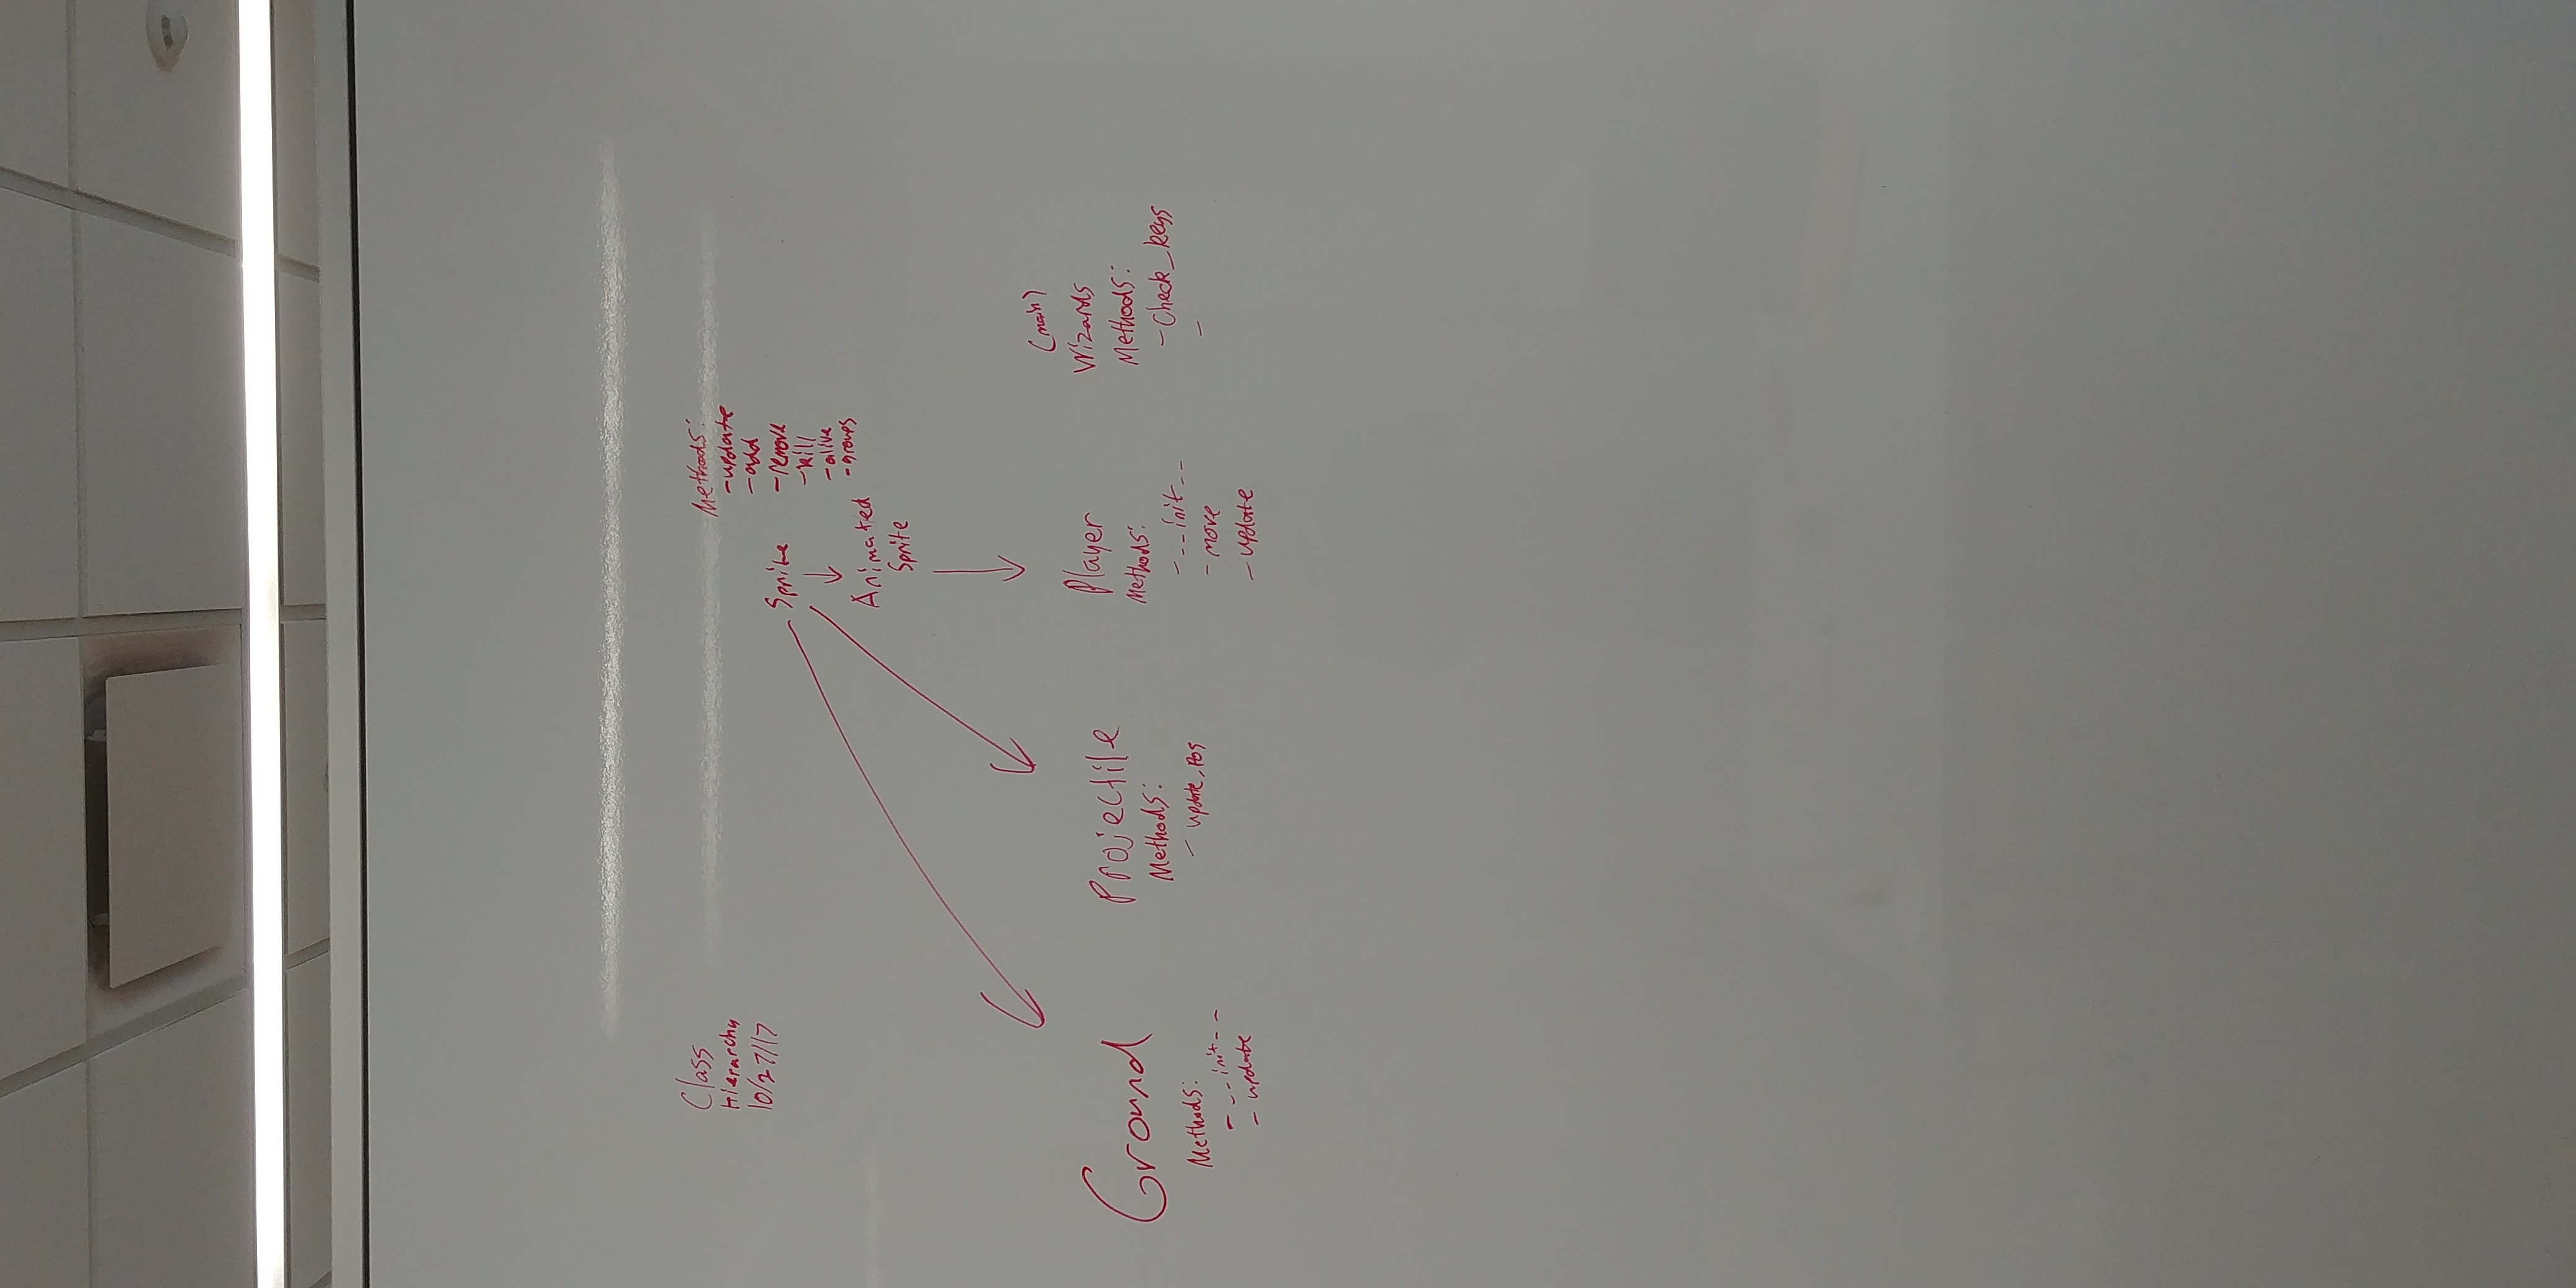 Class
Hierarchy
10/27/17
Methods:
- update
- add
- remove
- kill
- alive
- groups
Sprite
Animated
Sprite
Ground
Methods:
- __init__
- update
Projectile
Methods:
- update_pos
Player
Methods:
- __init__
- move
- update
(main)
Wizards
Methods:
- Check_keys
-